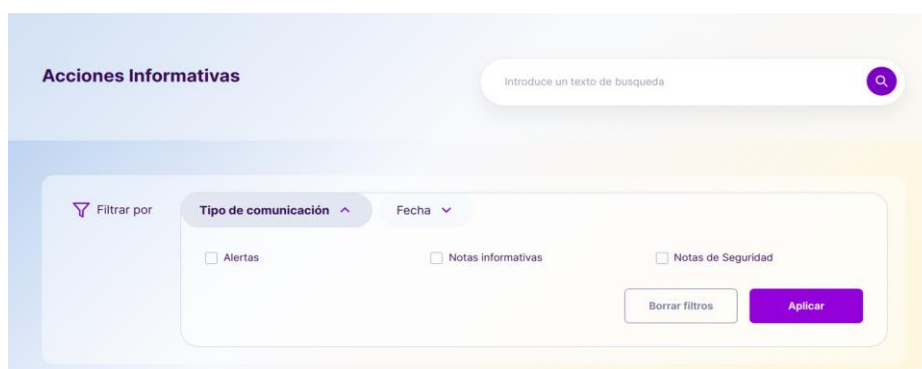 Acciones Informativas
Introduce un texto de busqueda
Filtrar por
Tipo de comunicación
Fecha
Alertas
Notas informativas
Notas de Seguridad
Borrar filtros
Aplicar